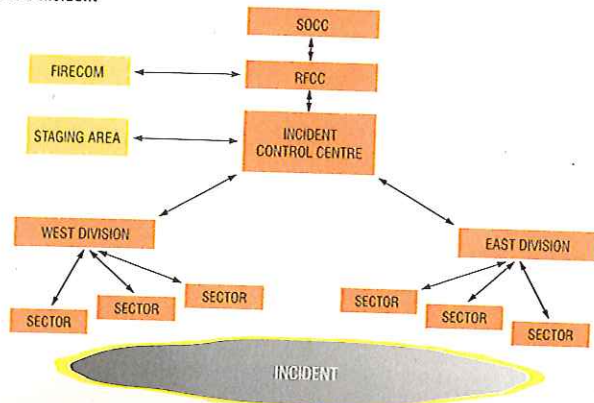 SOCC
FIRECOM
RFCC
STAGING AREA
INCIDENT
CONTROL CENTRE
WEST DIVISION
EAST DIVISION
SECTOR
SECTOR
SECTOR
SECTOR
SECTOR
SECTOR
INCIDENT